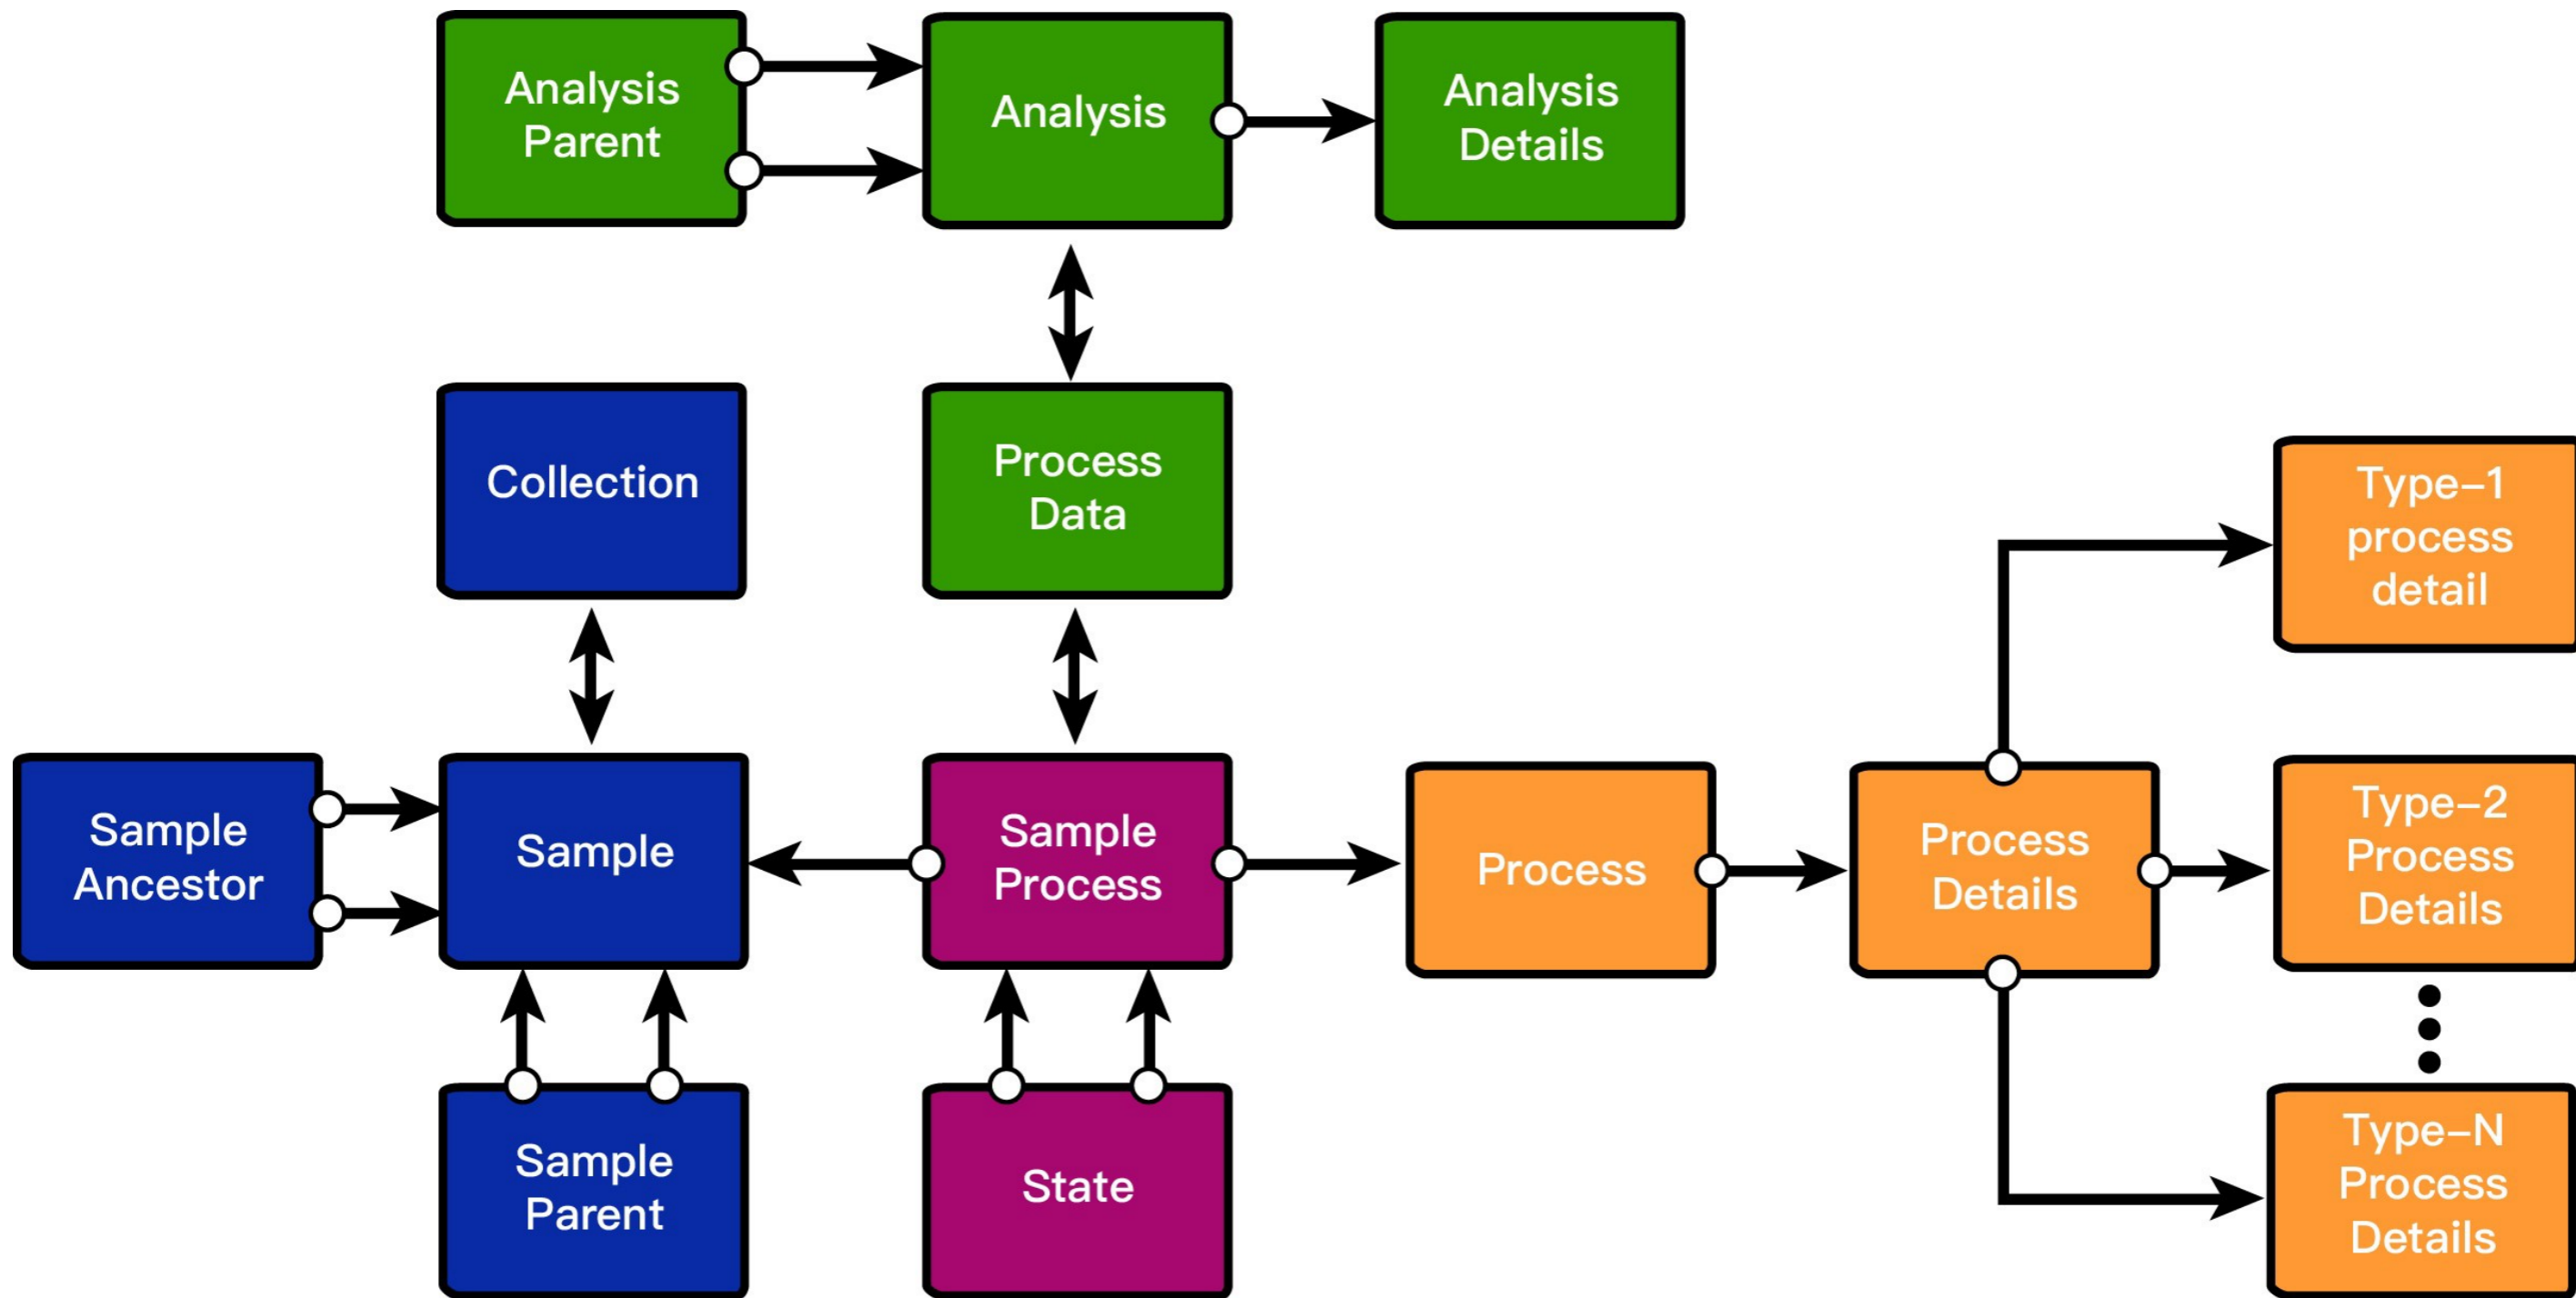 Analysis
Parent
Analysis
Analysis
Details
Collection
Process
Data
Type–1
process
detail
Sample
Ancestor
Sample
Sample
Process
Process
Process
Details
Type–2
Process
Details
Sample
Parent
State
Type–N
Process
Details